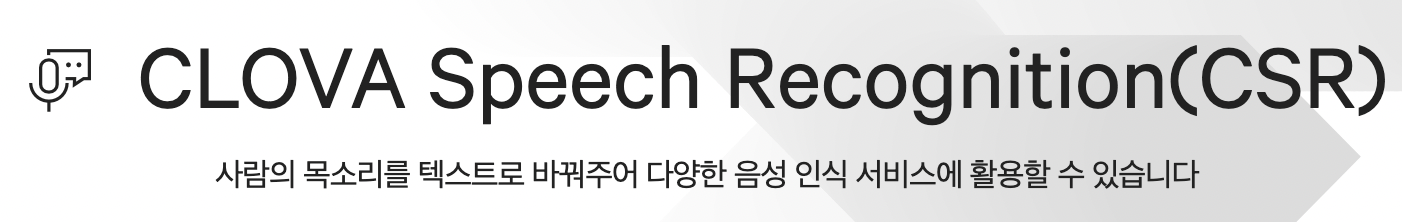 CLOVA Speech Recognition(CSR)
사람의 목소리를 텍스트로 바꿔주어 다양한 음성 인식 서비스에 활용할 수 있습니다